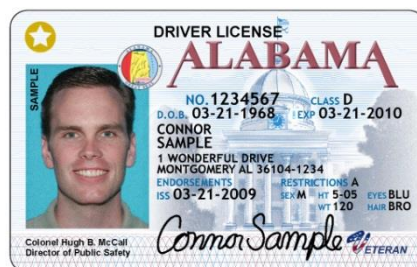 DRIVER LICENSE
ALABAMA
SAMPLE
NO. 1234567 CLASS D
D.O.B. 03-21-1968 EXP 03-21-2010
CONNOR
SAMPLE
1 WONDERFUL DRIVE
MONTGOMERY AL 36104-1234
ENDORSEMENTS RESTRICTIONS A
ISS 03-21-2009 SEX M HT 5-05 EYES BLU
WT 120 HAIR BRO
Colonel Hugh B. McCall
Director of Public Safety
Connor Sample
VETERAN